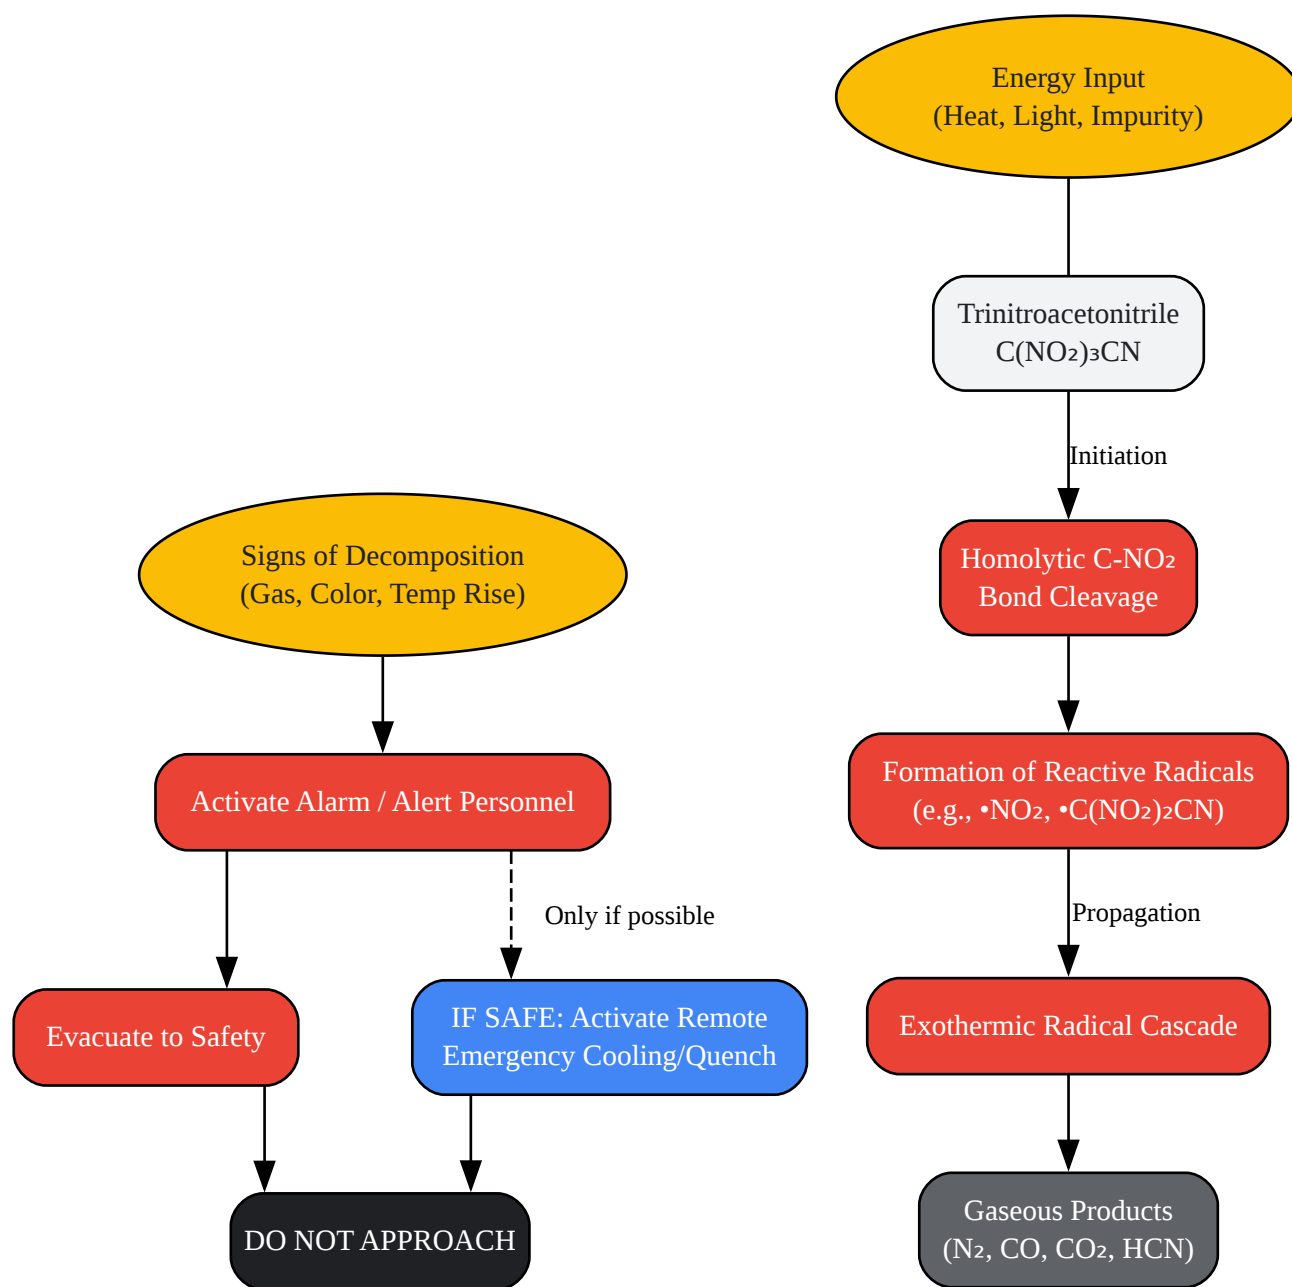 Energy Input
(Heat, Light, Impurity)
Trinitroacetonitrile
C(NO₂)₃CN
Initiation
Homolytic C-NO₂
Bond Cleavage
Formation of Reactive Radicals
(e.g., •NO₂, •C(NO₂)₂CN)
Propagation
Exothermic Radical Cascade
Gaseous Products
(N₂, CO, CO₂, HCN)
Signs of Decomposition
(Gas, Color, Temp Rise)
Activate Alarm / Alert Personnel
Only if possible
Evacuate to Safety
IF SAFE: Activate Remote
Emergency Cooling/Quench
DO NOT APPROACH